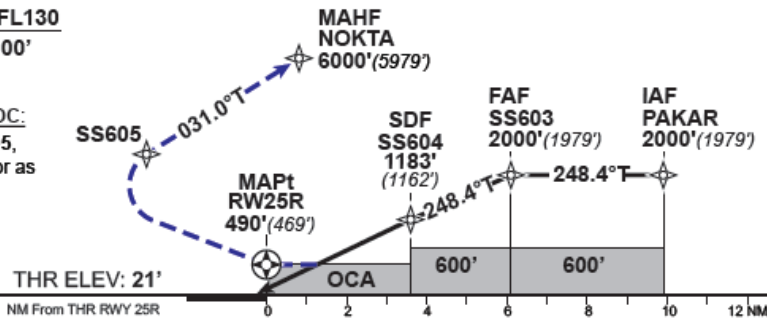 FL130
00’
OC:
5,
or as
MAHF
NOKTA
6000'(5979')
031.0°T
SS605
MAPt
RW25R
490'(469')
SDF
SS604
1183'
(1162')
FAF
SS603
2000'(1979')
IAF
PAKAR
2000'(1979')
248.4°T
248.4°T
OCA
600’
600’
THR ELEV: 21’
NM From THR RWY 25R
0 2 4 6 8 10 12 NM